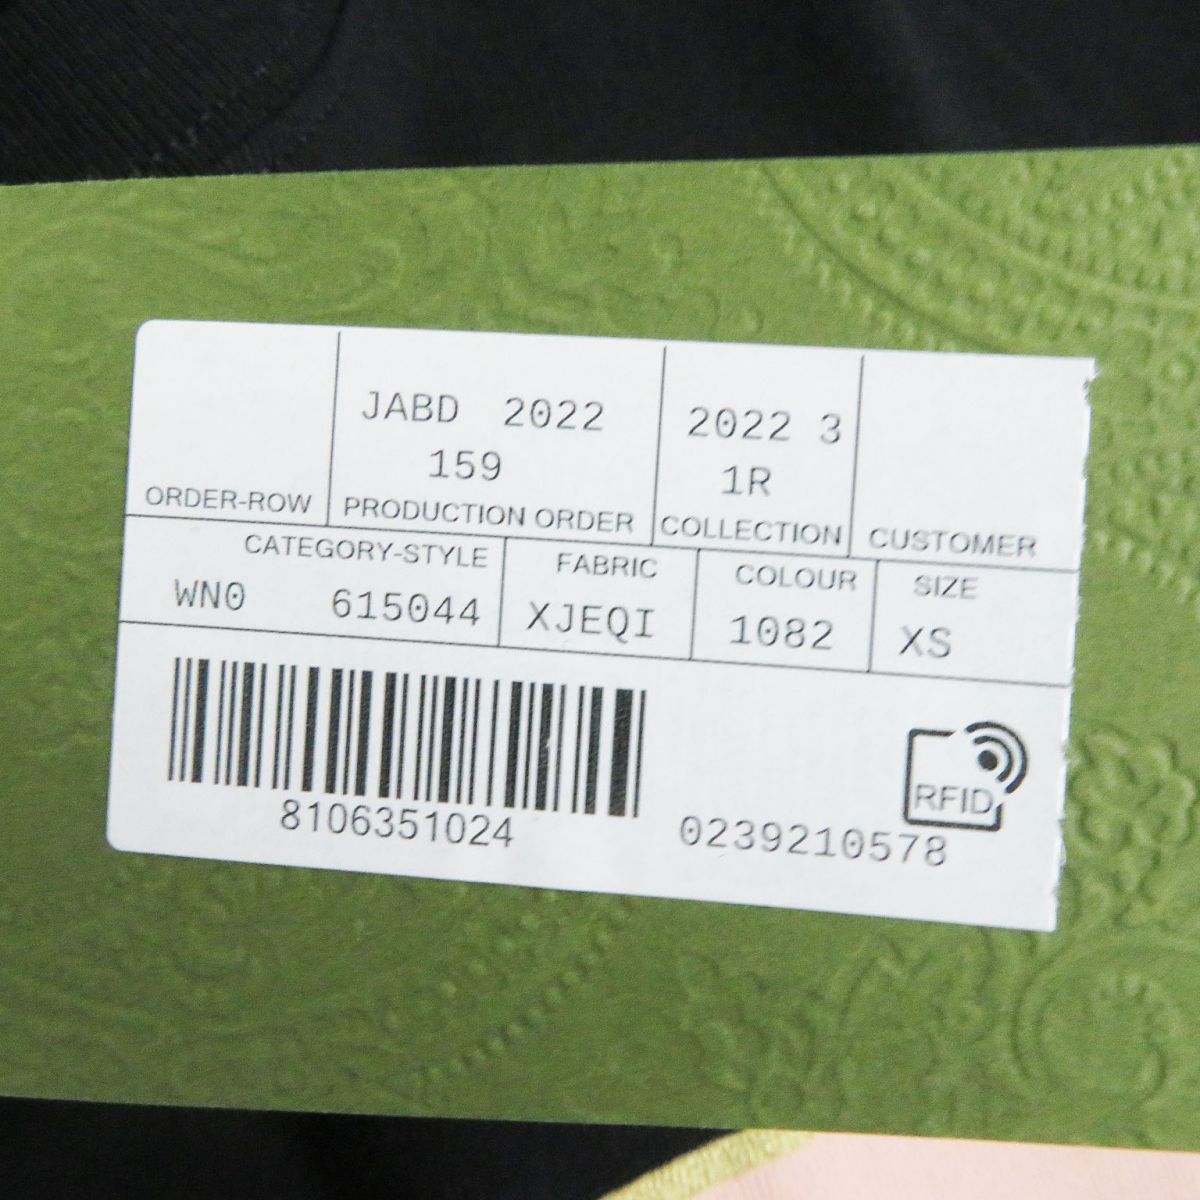 JABD 2022
159
2022 3
1R
ORDER-ROW
PRODUCTION ORDER
COLLECTION
CUSTOMER
CATEGORY-STYLE
FABRIC
COLOUR
SIZE
WN0 615044
XJEQI
1082
XS
RFID
8106351024
0239210578